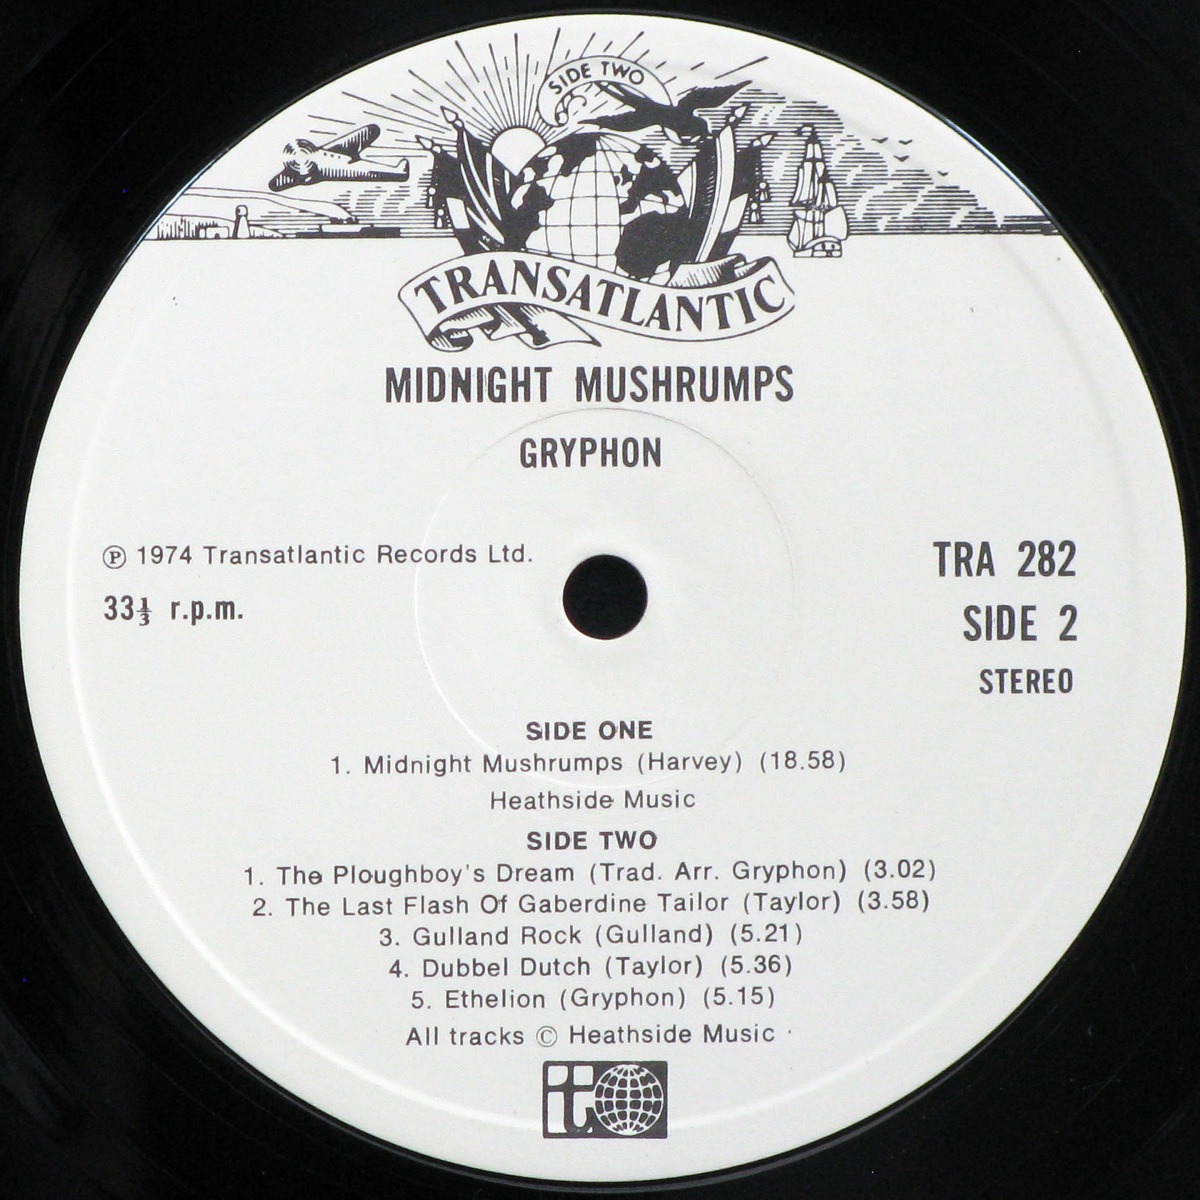 SIDE TWO
TRANSATLANTIC
MIDNIGHT MUSHRUMPS
GRYPHON
Ⓟ 1974 Transatlantic Records Ltd.
33⅓ r.p.m.
TRA 282
SIDE 2
STEREO
SIDE ONE
1. Midnight Mushrumps (Harvey) (18.58)
Heathside Music
SIDE TWO
1. The Ploughboy's Dream (Trad. Arr. Gryphon) (3.02)
2. The Last Flash Of Gaberdine Tailor (Taylor) (3.58)
3. Gulland Rock (Gulland) (5.21)
4. Dubbel Dutch (Taylor) (5.36)
5. Ethelion (Gryphon) (5.15)
All tracks © Heathside Music
it